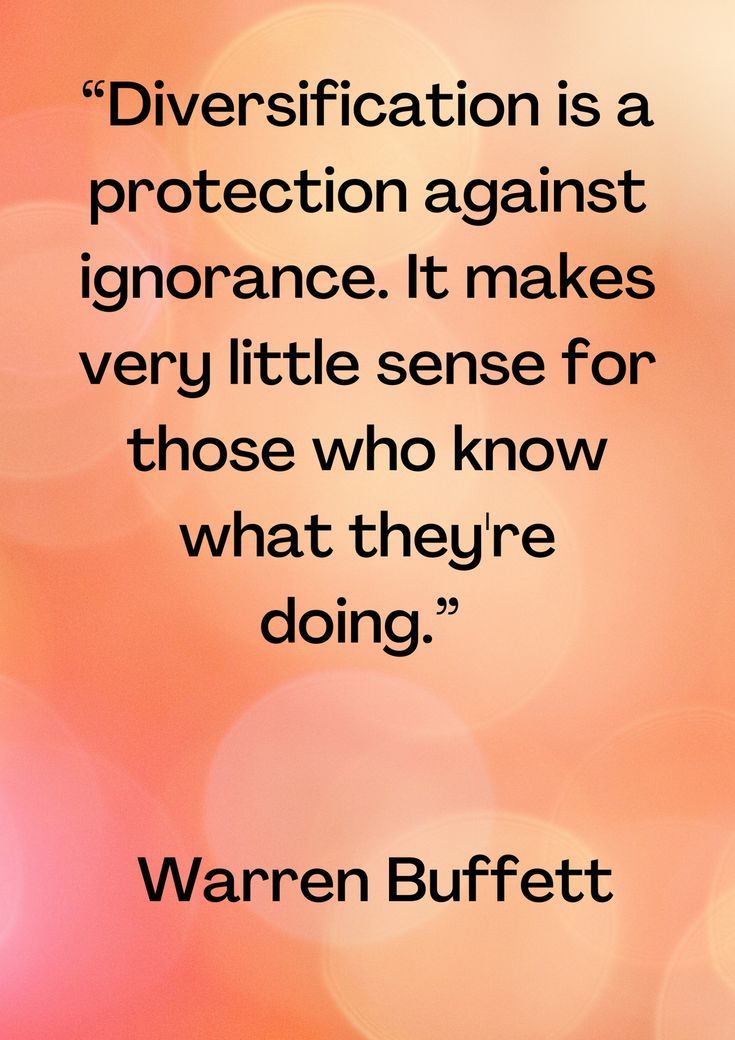 “Diversification is a
protection against
ignorance. It makes
very little sense for
those who know
what they're
doing.”
Warren Buffett